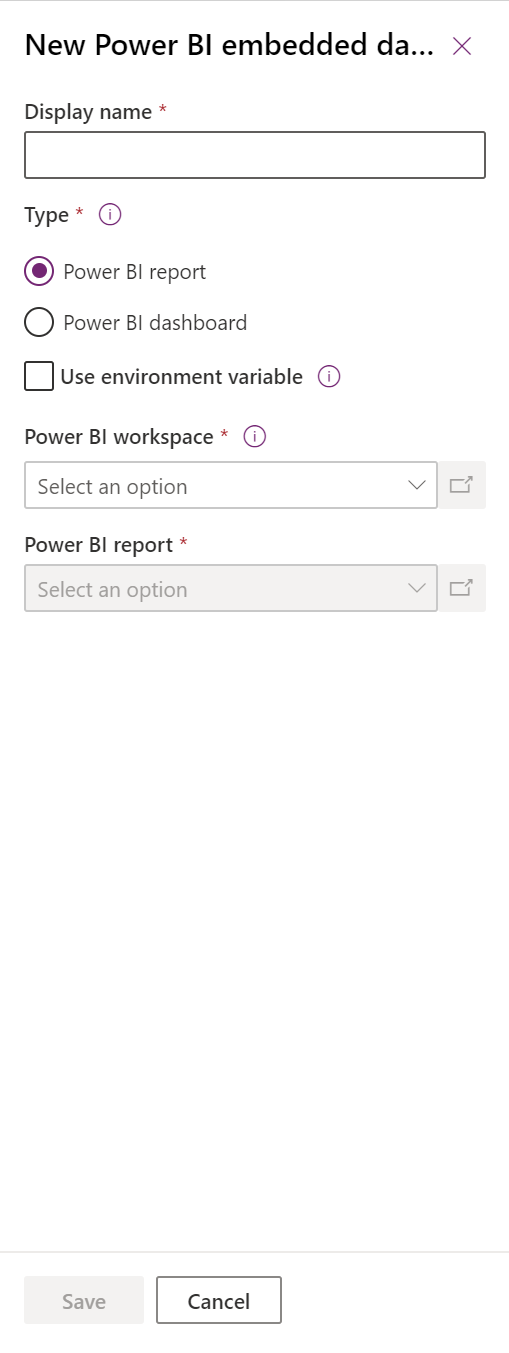 New Power BI embedded da...
Display name *
Type *
Power BI report
Power BI dashboard
Use environment variable
Power BI workspace *
Select an option
Power BI report *
Select an option
Save Cancel